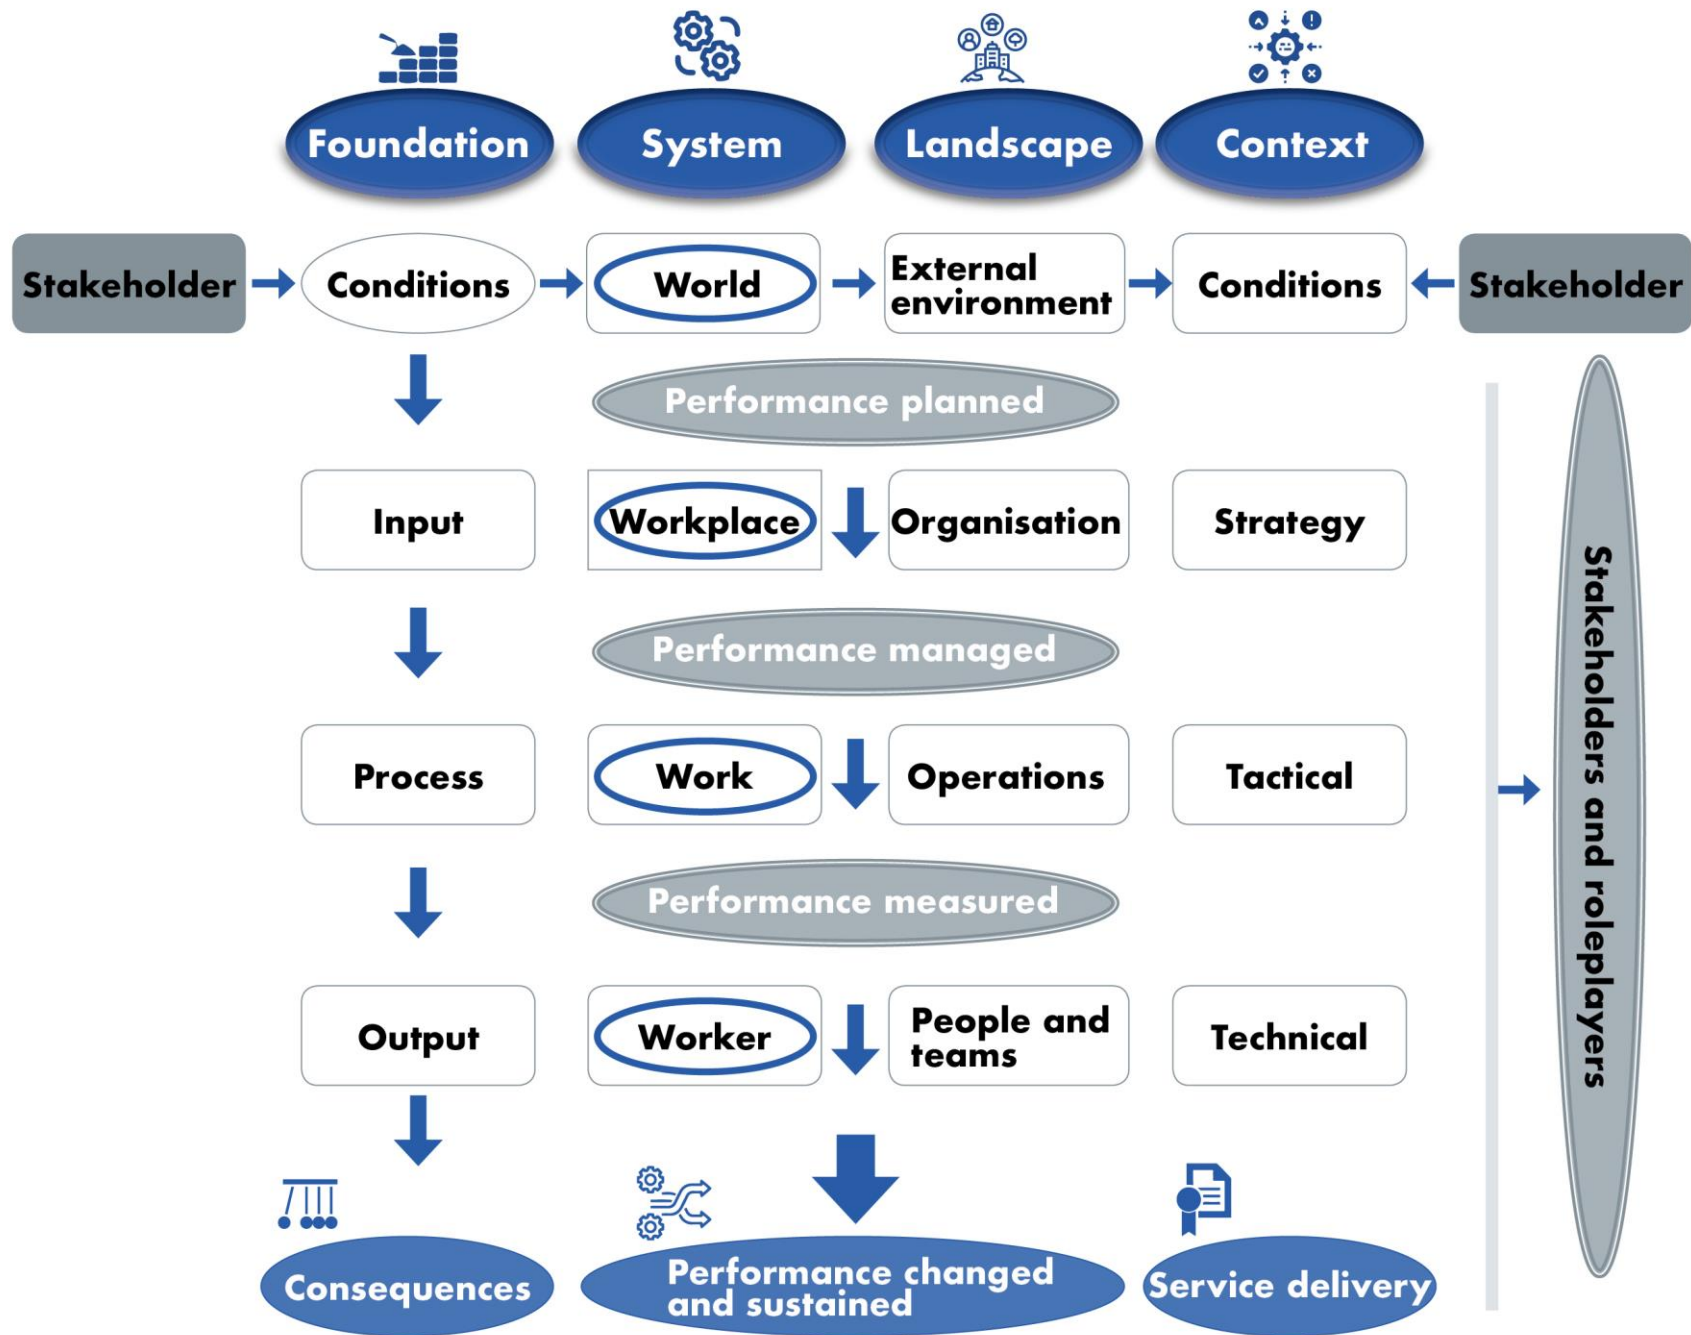 Foundation
System
Landscape
Context
Stakeholder
Conditions
World
External
environment
Conditions
Stakeholder
Performance planned
Input
Workplace
Organisation
Strategy
Performance managed
Process
Work
Operations
Tactical
Performance measured
Output
Worker
People and
teams
Technical
Stakeholders and roleplayers
Consequences
Performance changed
and sustained
Service delivery